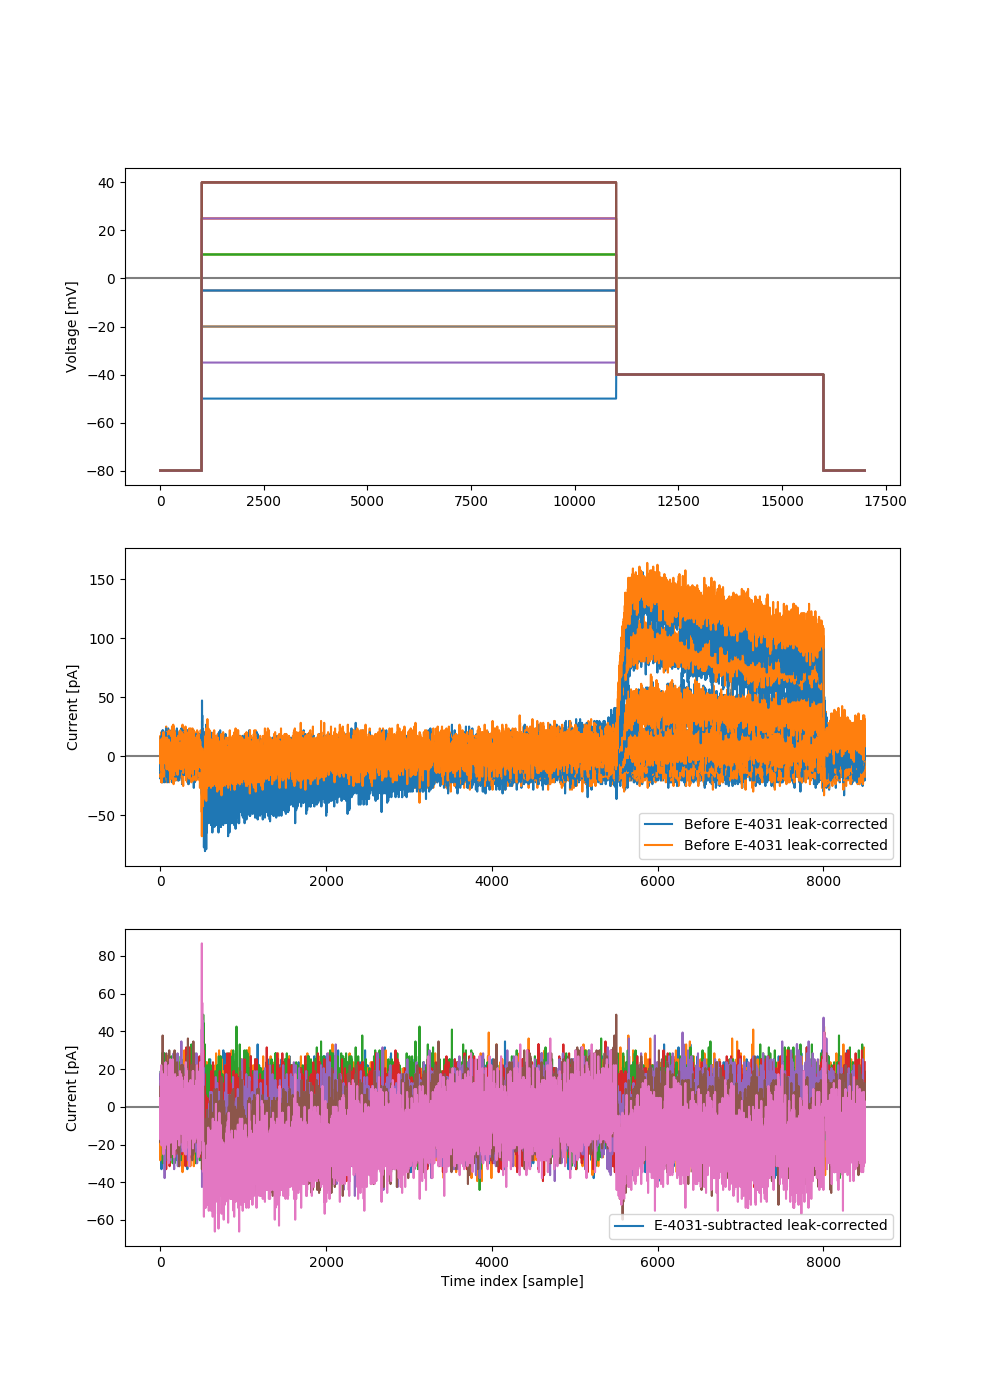 40
20
0
−20
−40
−60
−80
Voltage [mV]
0 2500 5000 7500 10000 12500 15000 17500
150
100
50
0
−50
Current [pA]
Before E-4031 leak-corrected
Before E-4031 leak-corrected
0 2000 4000 6000 8000
80
60
40
20
0
−20
−40
−60
Current [pA]
E-4031-subtracted leak-corrected
0 2000 4000 6000 8000
Time index [sample]